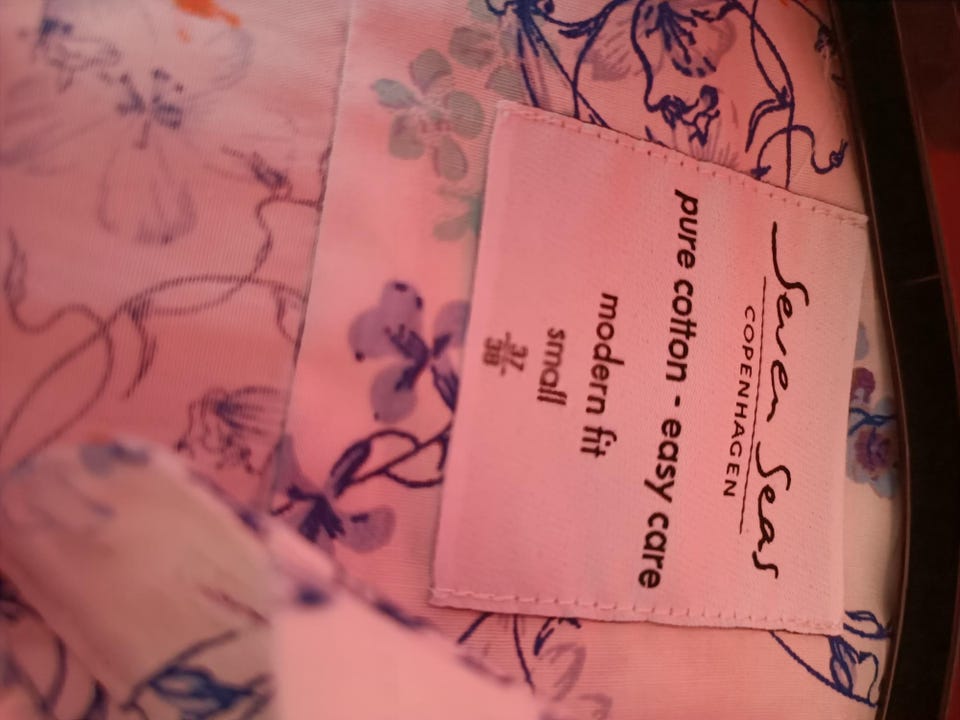 Seven Seas
COPENHAGEN
pure cotton - easy care
modern fit
small
37
38